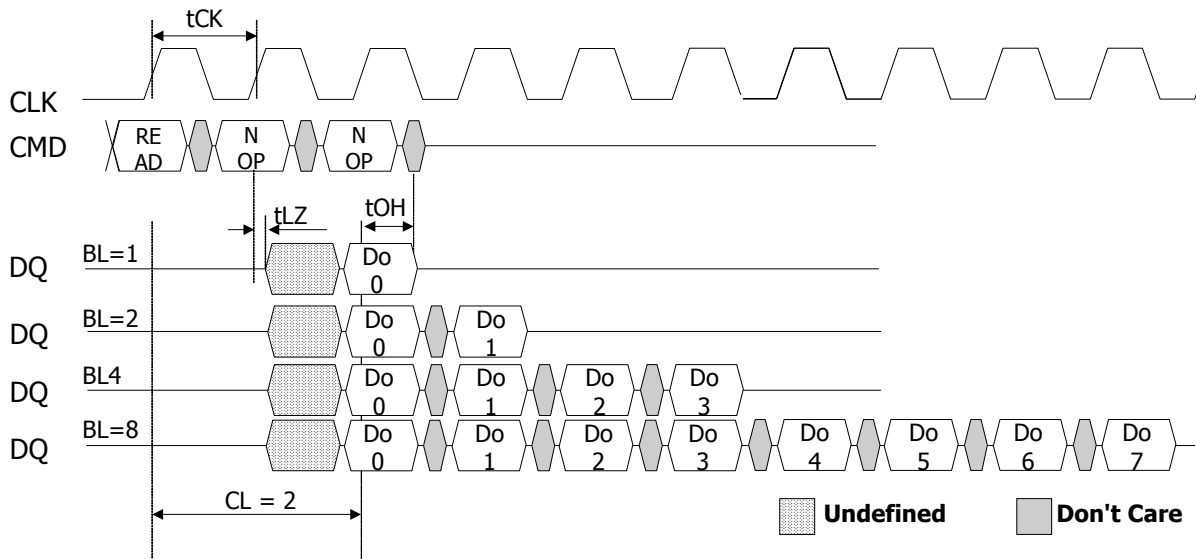 tCK
CLK
CMD
RE
AD
N
OP
N
OP
tLZ
tOH
DQ
BL=1
Do
0
DQ
BL=2
Do
0
Do
1
DQ
BL4
Do
0
Do
1
Do
2
Do
3
DQ
BL=8
Do
0
Do
1
Do
2
Do
3
Do
4
Do
5
Do
6
Do
7
CL = 2
Undefined
Don't Care